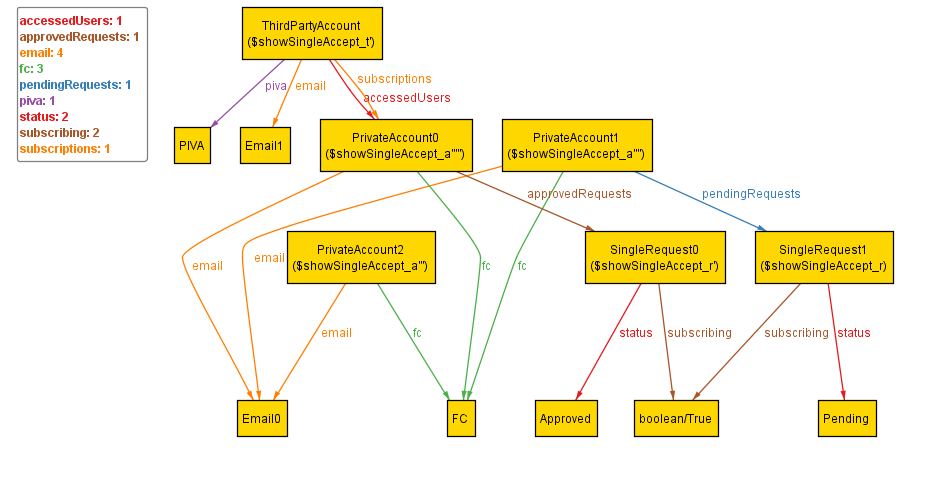 accessedUsers: 1
approvedRequests: 1
email: 4
fc: 3
pendingRequests: 1
piva: 1
status: 2
subscribing: 2
subscriptions: 1
ThirdPartyAccount
($showSingleAccept_t')
piva
email
subscriptions
accessedUsers
PIVA
Email1
PrivateAccount0
($showSingleAccept_a"")
PrivateAccount1
($showSingleAccept_a"")
approvedRequests
pendingRequests
email
email
fc
fc
PrivateAccount2
($showSingleAccept_a"')
SingleRequest0
($showSingleAccept_r')
SingleRequest1
($showSingleAccept_r)
email
fc
status
subscribing
subscribing
status
Email0
FC
Approved
boolean/True
Pending